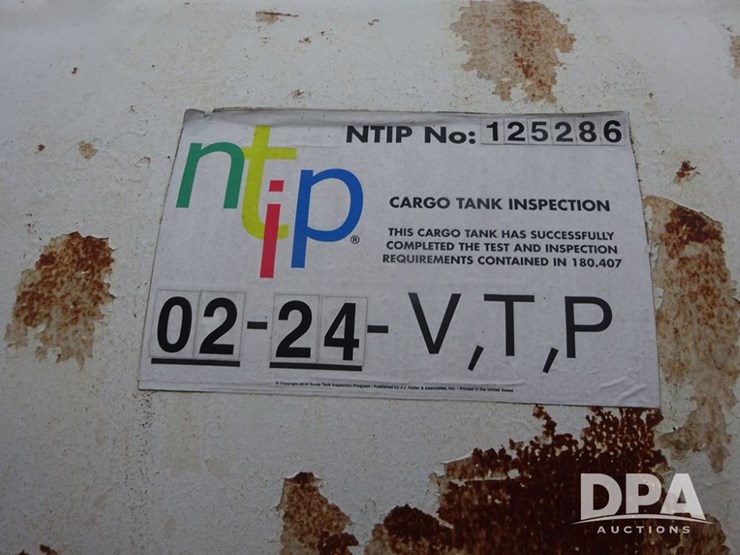 ntip®
NTIP No: 125286
CARGO TANK INSPECTION
THIS CARGO TANK HAS SUCCESSFULLY
COMPLETED THE TEST AND INSPECTION
REQUIREMENTS CONTAINED IN 180.407
02-24-V,T,P
DPA
AUCTIONS